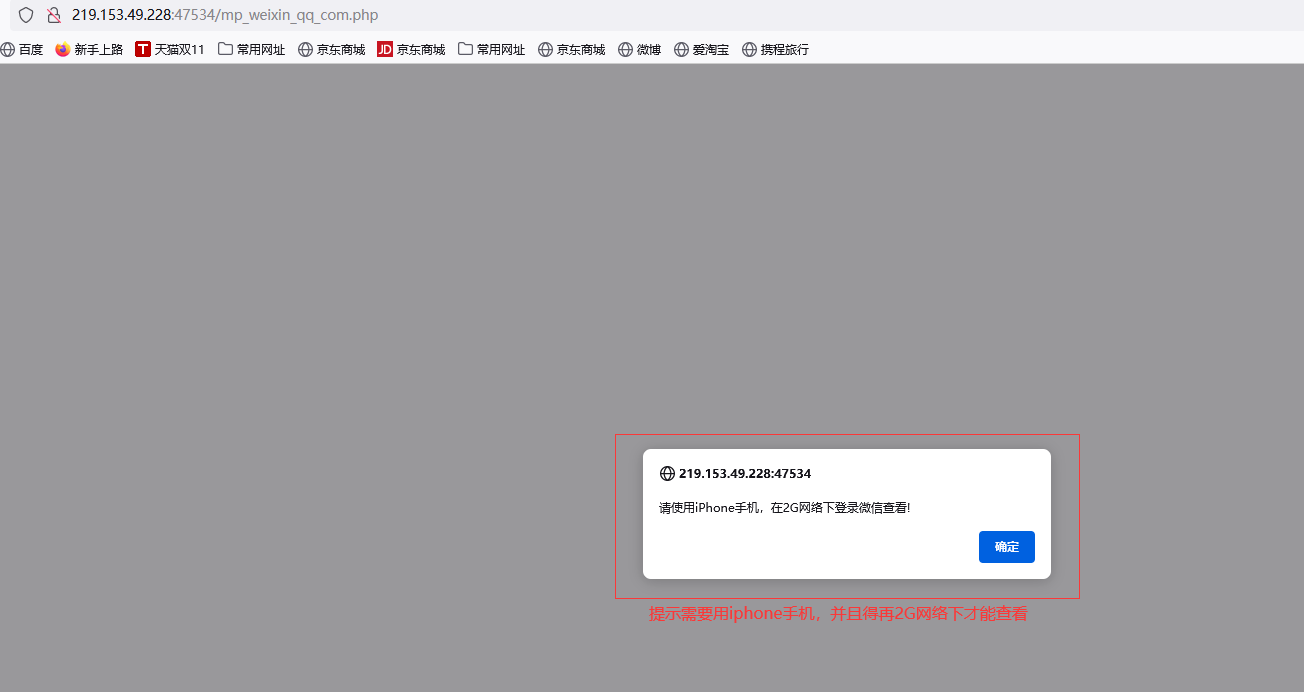 219.153.49.228:47534/mp_weixin_qq_com.php
百度 新手上路 T 天猫双11 常用网址 京东商城 JD 京东商城 常用网址 京东商城 微博 爱淘宝 携程旅行
219.153.49.228:47534
请使用iPhone手机，在2G网络下登录微信查看!
确定
提示需要用iphone手机，并且得再2G网络下才能查看